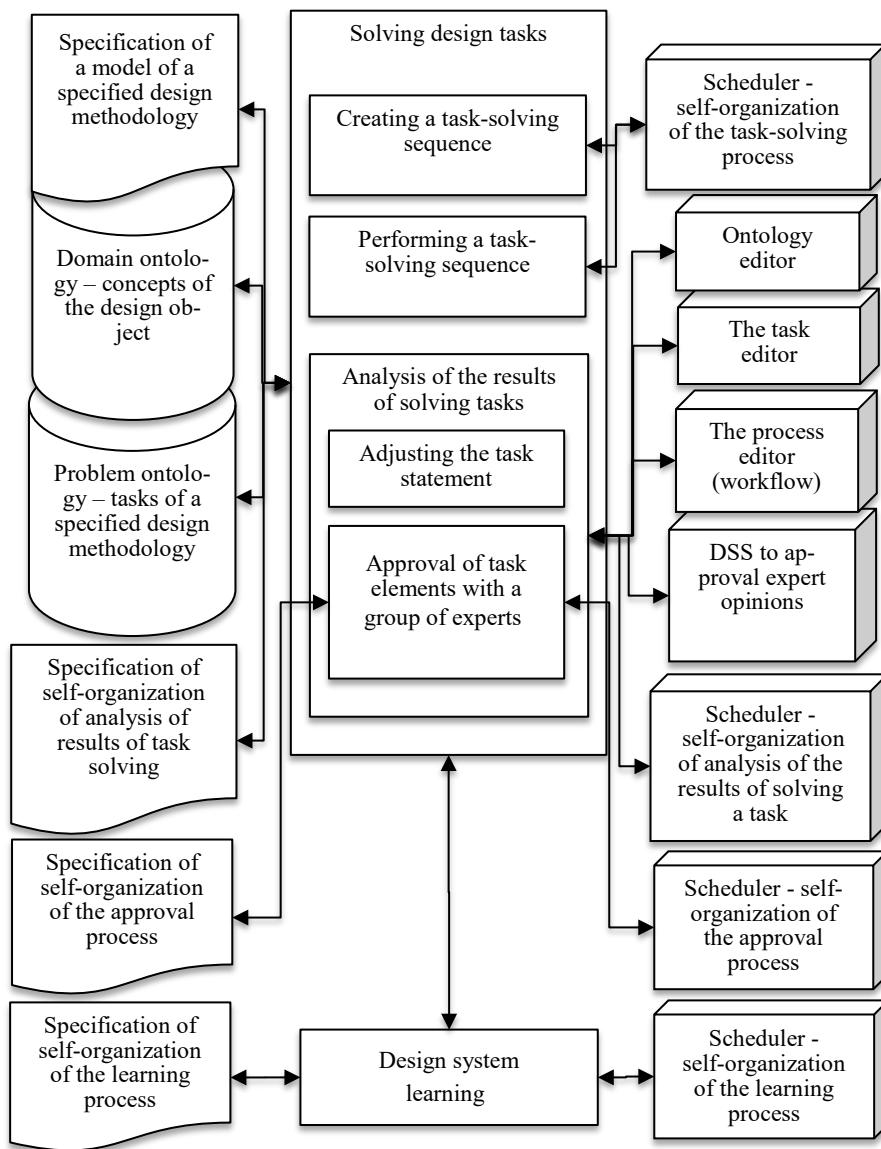 Specification of
a model of a
specified design
methodology
Domain ontolo-
gy – concepts of
the design ob-
ject
Problem ontolo-
gy – tasks of a
specified design
methodology
Specification of
self-organization
of analysis of
results of task
solving
Specification of
self-organization
of the approval
process
Specification of
self-organization
of the learning
process
Solving design tasks
Creating a task-solving
sequence
Performing a task-
solving sequence
Analysis of the results
of solving tasks
Adjusting the task
statement
Approval of task
elements with a
group of experts
Design system
learning
Scheduler -
self-organization
of the task-solving
process
Ontology
editor
The task
editor
The process
editor
(workflow)
DSS to ap-
proval expert
opinions
Scheduler -
self-organization
of analysis of the
results of solving
a task
Scheduler - self-
organization of
the approval
process
Scheduler -
self-organization
of the learning
process